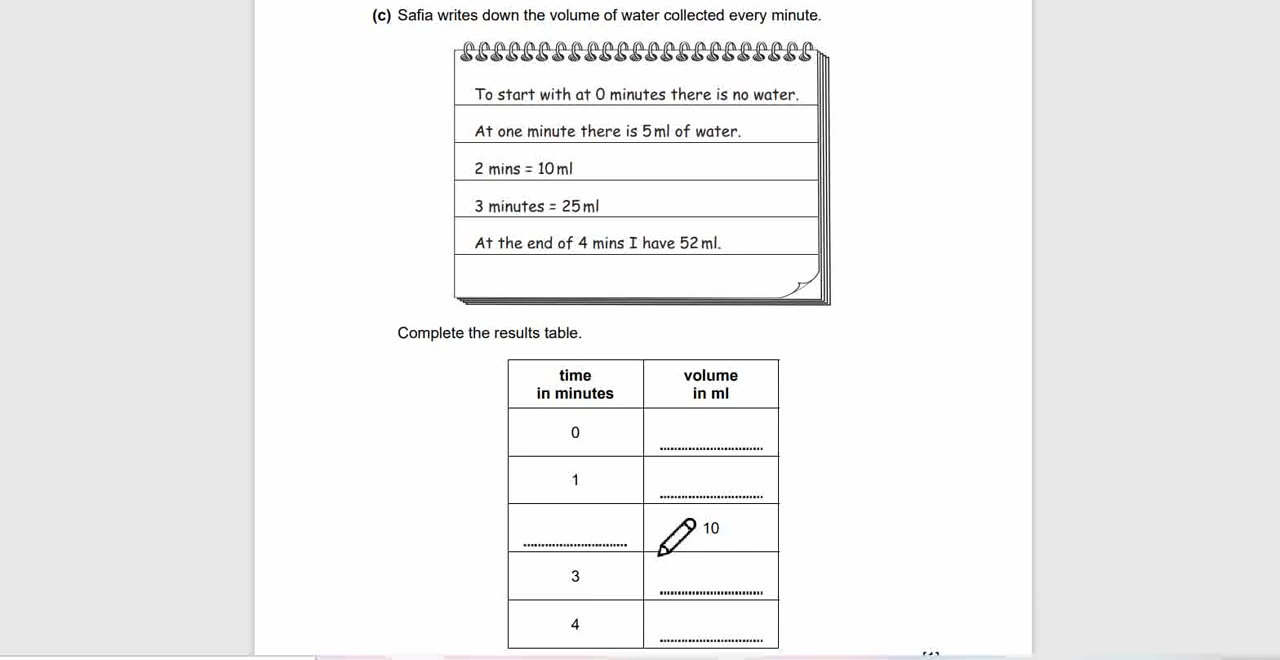 (c) Safia writes down the volume of water collected every minute.
To start with at 0 minutes there is no water.
At one minute there is 5 ml of water.
2 mins = 10 ml
3 minutes = 25 ml
At the end of 4 mins I have 52 ml.
Complete the results table.
time in minutes volume in ml
0
1
10
3
4